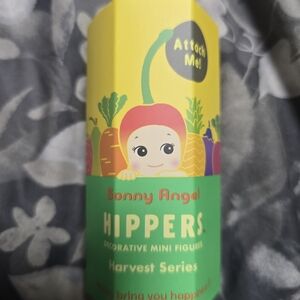 Attach
Me!
Sonny Angel
HIPPERS
DECORATIVE MINI FIGURES
Harvest Series
bring you happiness